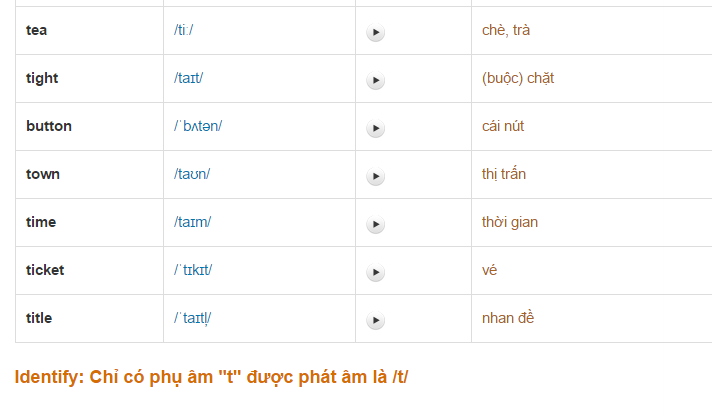 tea /tiː/ chè, trà
tight /taɪt/ (buộc) chặt
button /ˈbʌtən/ cái nút
town /taʊn/ thị trấn
time /taɪm/ thời gian
ticket /ˈtɪkɪt/ vé
title /ˈtaɪtl̩/ nhan đề
Identify: Chỉ có phụ âm "t" được phát âm là /t/